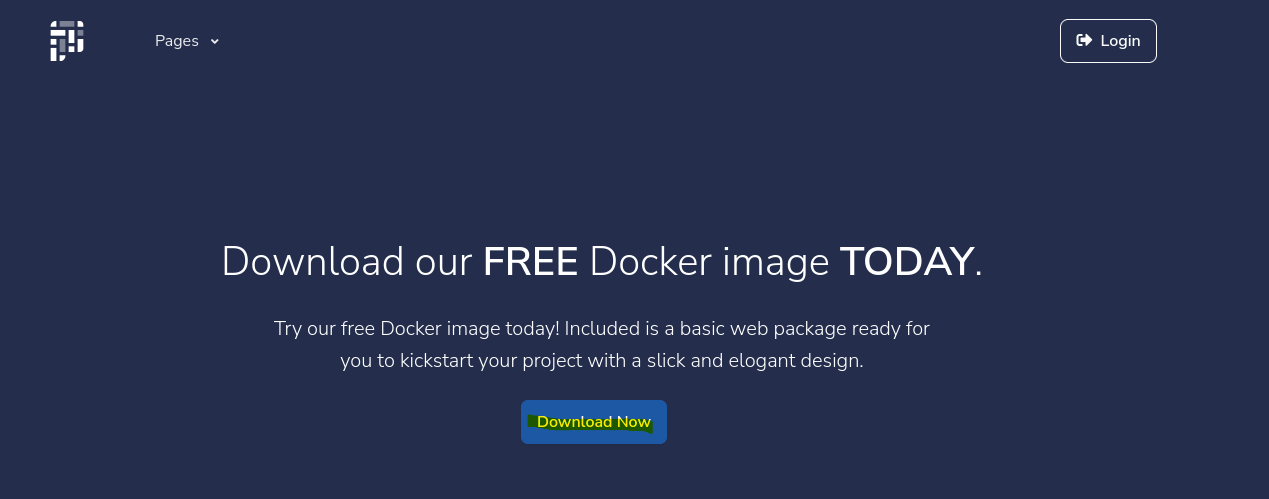 Pages
Login
Download our FREE Docker image TODAY.
Try our free Docker image today! Included is a basic web package ready for
you to kickstart your project with a slick and elogant design.
Download Now